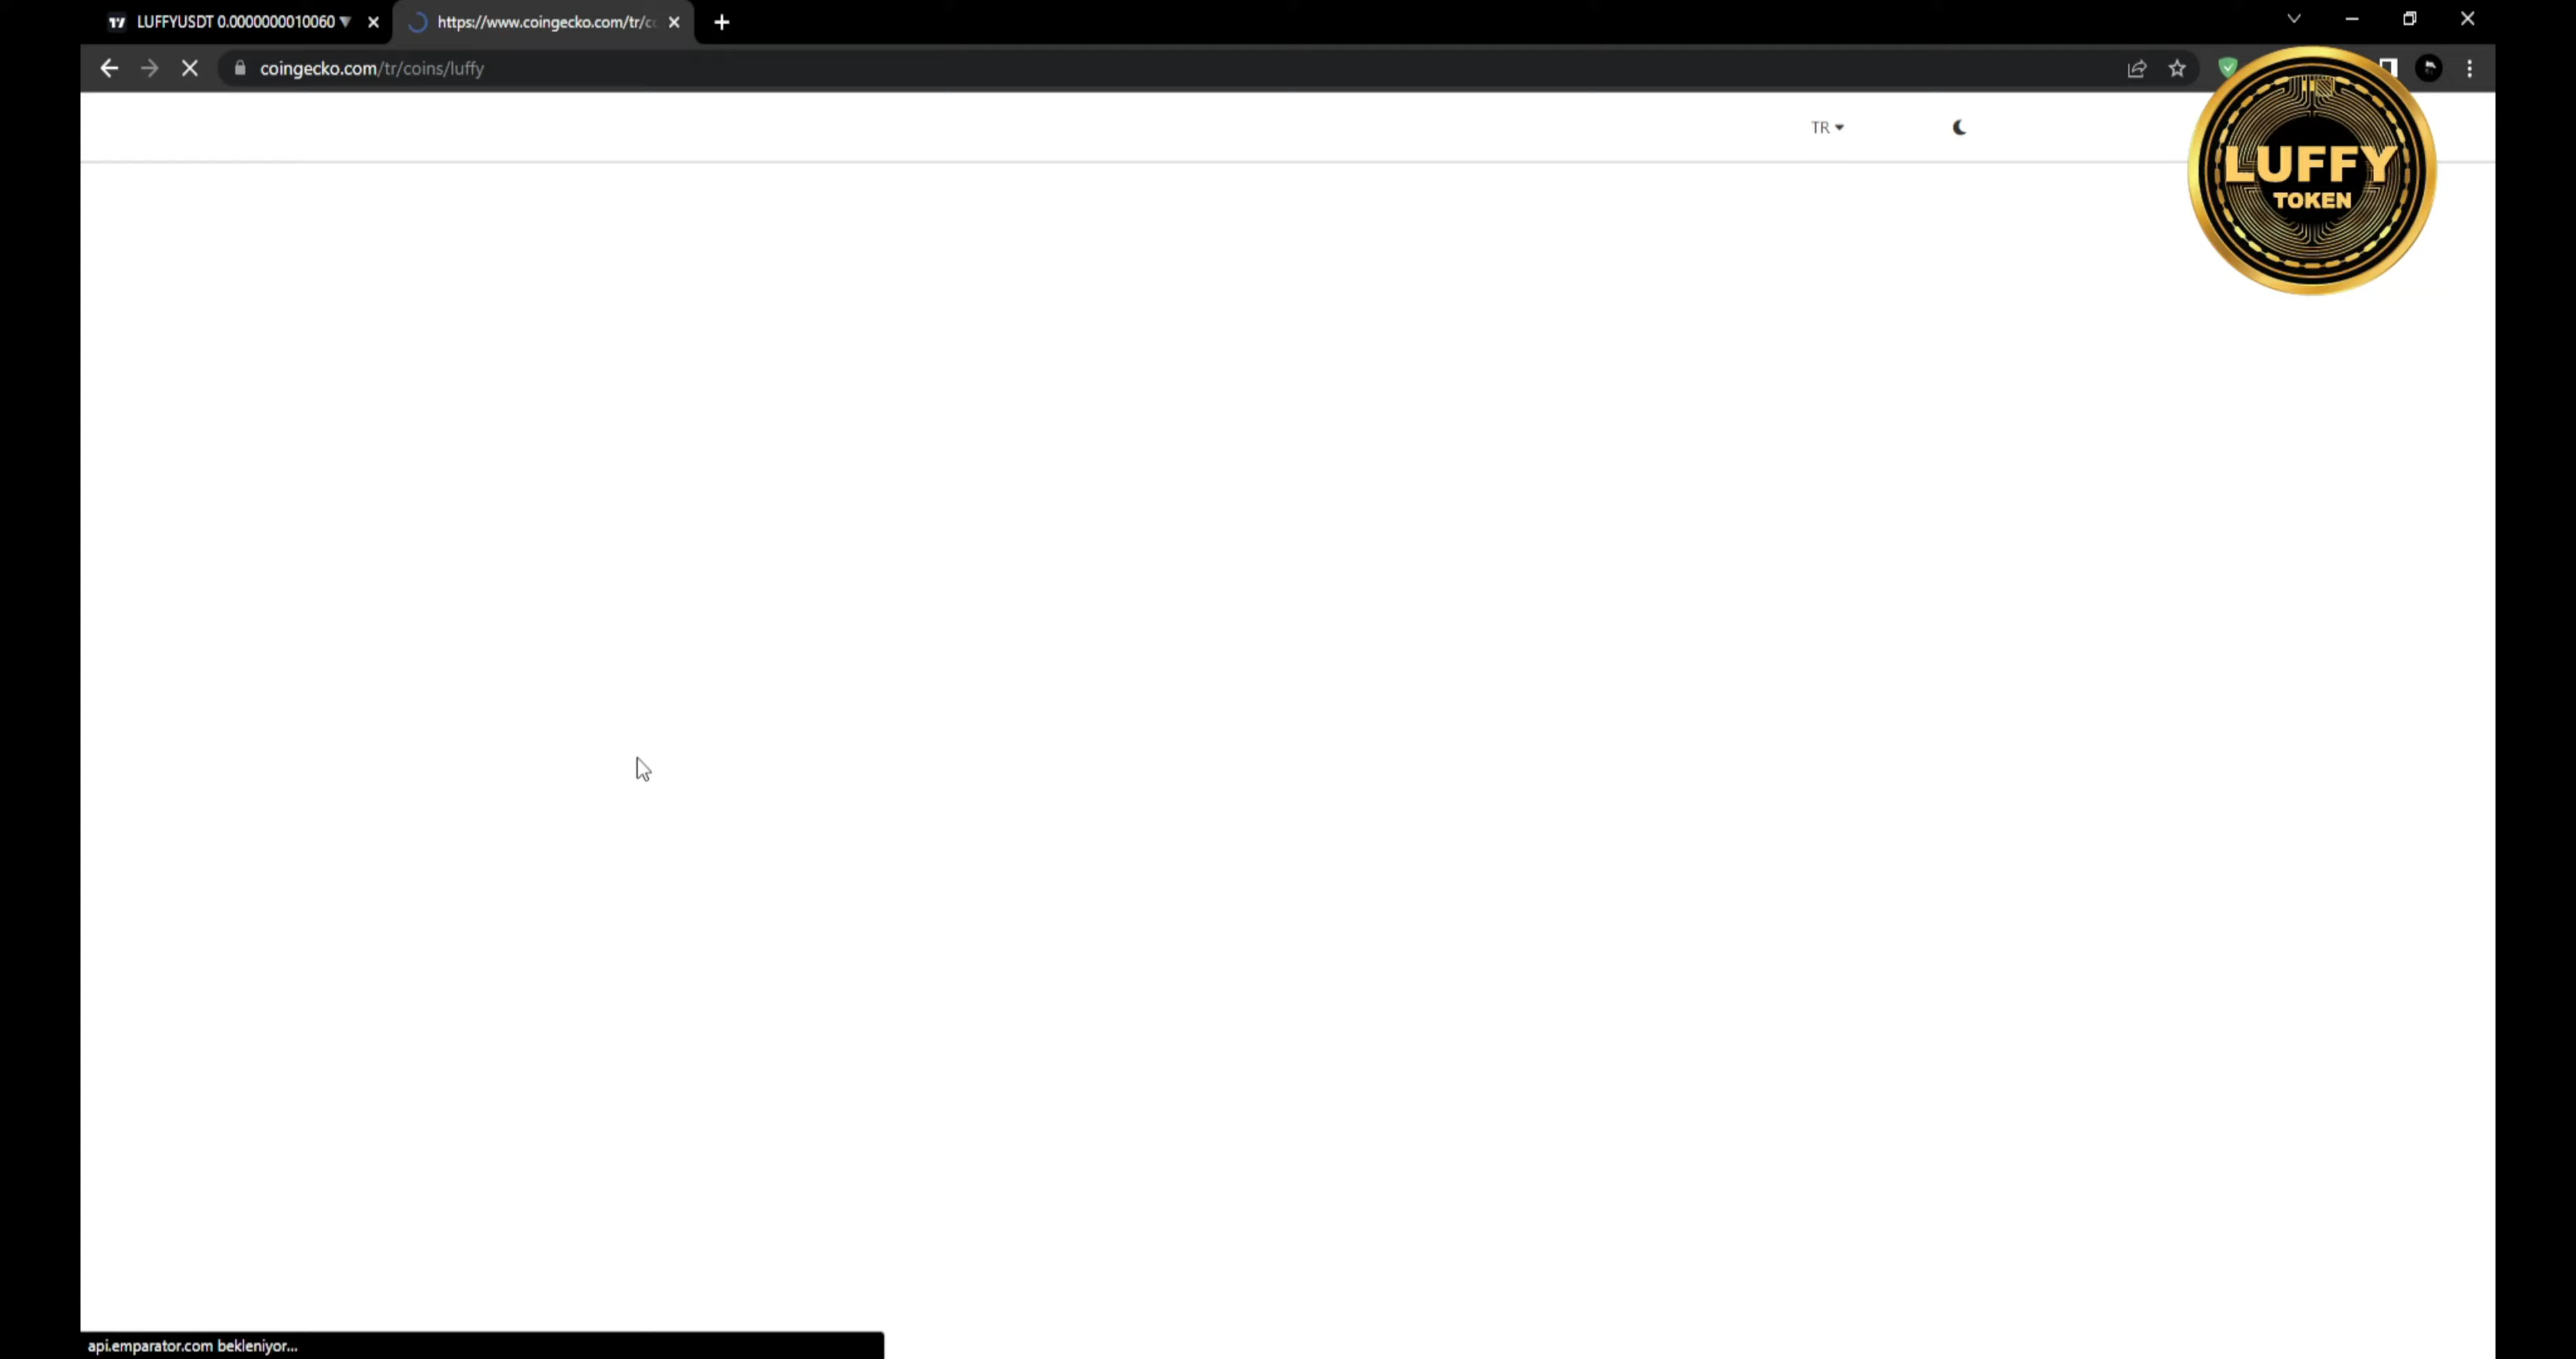 LUFFYUSDT 0.0000000010060
https://www.coingecko.com/tr/c
coingecko.com/tr/coins/luffy
TR
LUFFY
TOKEN
api.emparator.com bekleniyor...